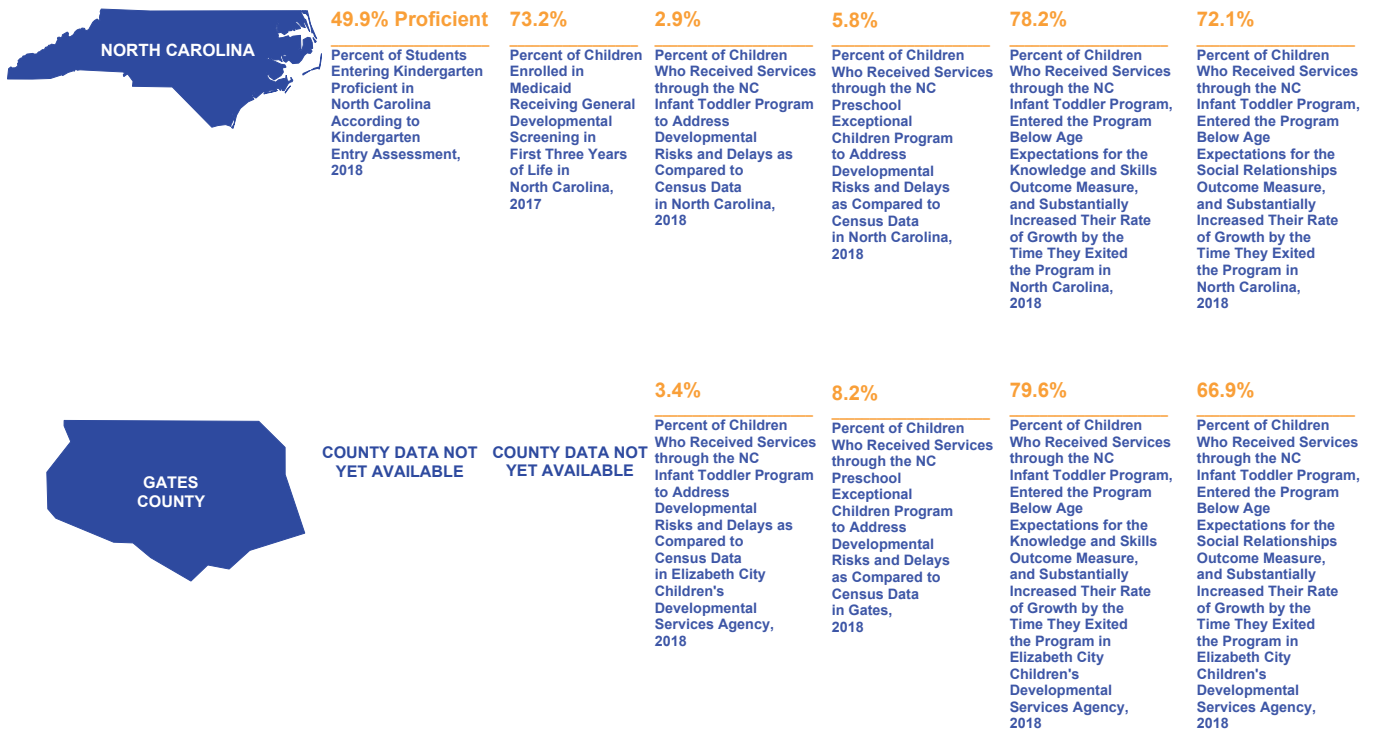 NORTH CAROLINA
49.9% Proficient
Percent of Students
Entering Kindergarten
Proficient in
North Carolina
According to
Kindergarten
Entry Assessment,
2018
73.2%
Percent of Children
Enrolled in
Medicaid
Receiving General
Developmental
Screening in
First Three Years
of Life in
North Carolina,
2017
2.9%
Percent of Children
Who Received Services
through the NC
Infant Toddler Program
to Address
Developmental
Risks and Delays as
Compared to
Census Data
in North Carolina,
2018
5.8%
Percent of Children
Who Received Services
through the NC
Preschool
Exceptional
Children Program
to Address
Developmental
Risks and Delays
as Compared to
Census Data
in North Carolina,
2018
78.2%
Percent of Children
Who Received Services
through the NC
Infant Toddler Program,
Entered the Program
Below Age
Expectations for the
Knowledge and Skills
Outcome Measure,
and Substantially
Increased Their Rate
of Growth by the
Time They Exited
the Program in
North Carolina,
2018
72.1%
Percent of Children
Who Received Services
through the NC
Infant Toddler Program,
Entered the Program
Below Age
Expectations for the
Social Relationships
Outcome Measure,
and Substantially
Increased Their Rate
of Growth by the
Time They Exited
the Program in
North Carolina,
2018
GATES
COUNTY
COUNTY DATA NOT
YET AVAILABLE
COUNTY DATA NOT
YET AVAILABLE
3.4%
Percent of Children
Who Received Services
through the NC
Infant Toddler Program
to Address
Developmental
Risks and Delays as
Compared to
Census Data
in Elizabeth City
Children's
Developmental
Services Agency,
2018
8.2%
Percent of Children
Who Received Services
through the NC
Preschool
Exceptional
Children Program
to Address
Developmental
Risks and Delays
as Compared to
Census Data
in Gates,
2018
79.6%
Percent of Children
Who Received Services
through the NC
Infant Toddler Program,
Entered the Program
Below Age
Expectations for the
Knowledge and Skills
Outcome Measure,
and Substantially
Increased Their Rate
of Growth by the
Time They Exited
the Program in
Elizabeth City
Children's
Developmental
Services Agency,
2018
66.9%
Percent of Children
Who Received Services
through the NC
Infant Toddler Program,
Entered the Program
Below Age
Expectations for the
Social Relationships
Outcome Measure,
and Substantially
Increased Their Rate
of Growth by the
Time They Exited
the Program in
Elizabeth City
Children's
Developmental
Services Agency,
2018